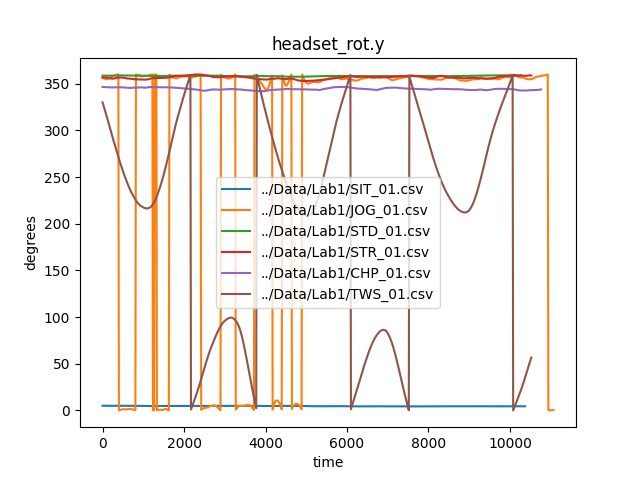 headset_rot.y
degrees
350
300
250
200
150
100
50
0
../Data/Lab1/SIT_01.csv
../Data/Lab1/JOG_01.csv
../Data/Lab1/STD_01.csv
../Data/Lab1/STR_01.csv
../Data/Lab1/CHP_01.csv
../Data/Lab1/TWS_01.csv
0 2000 4000 6000 8000 10000
time